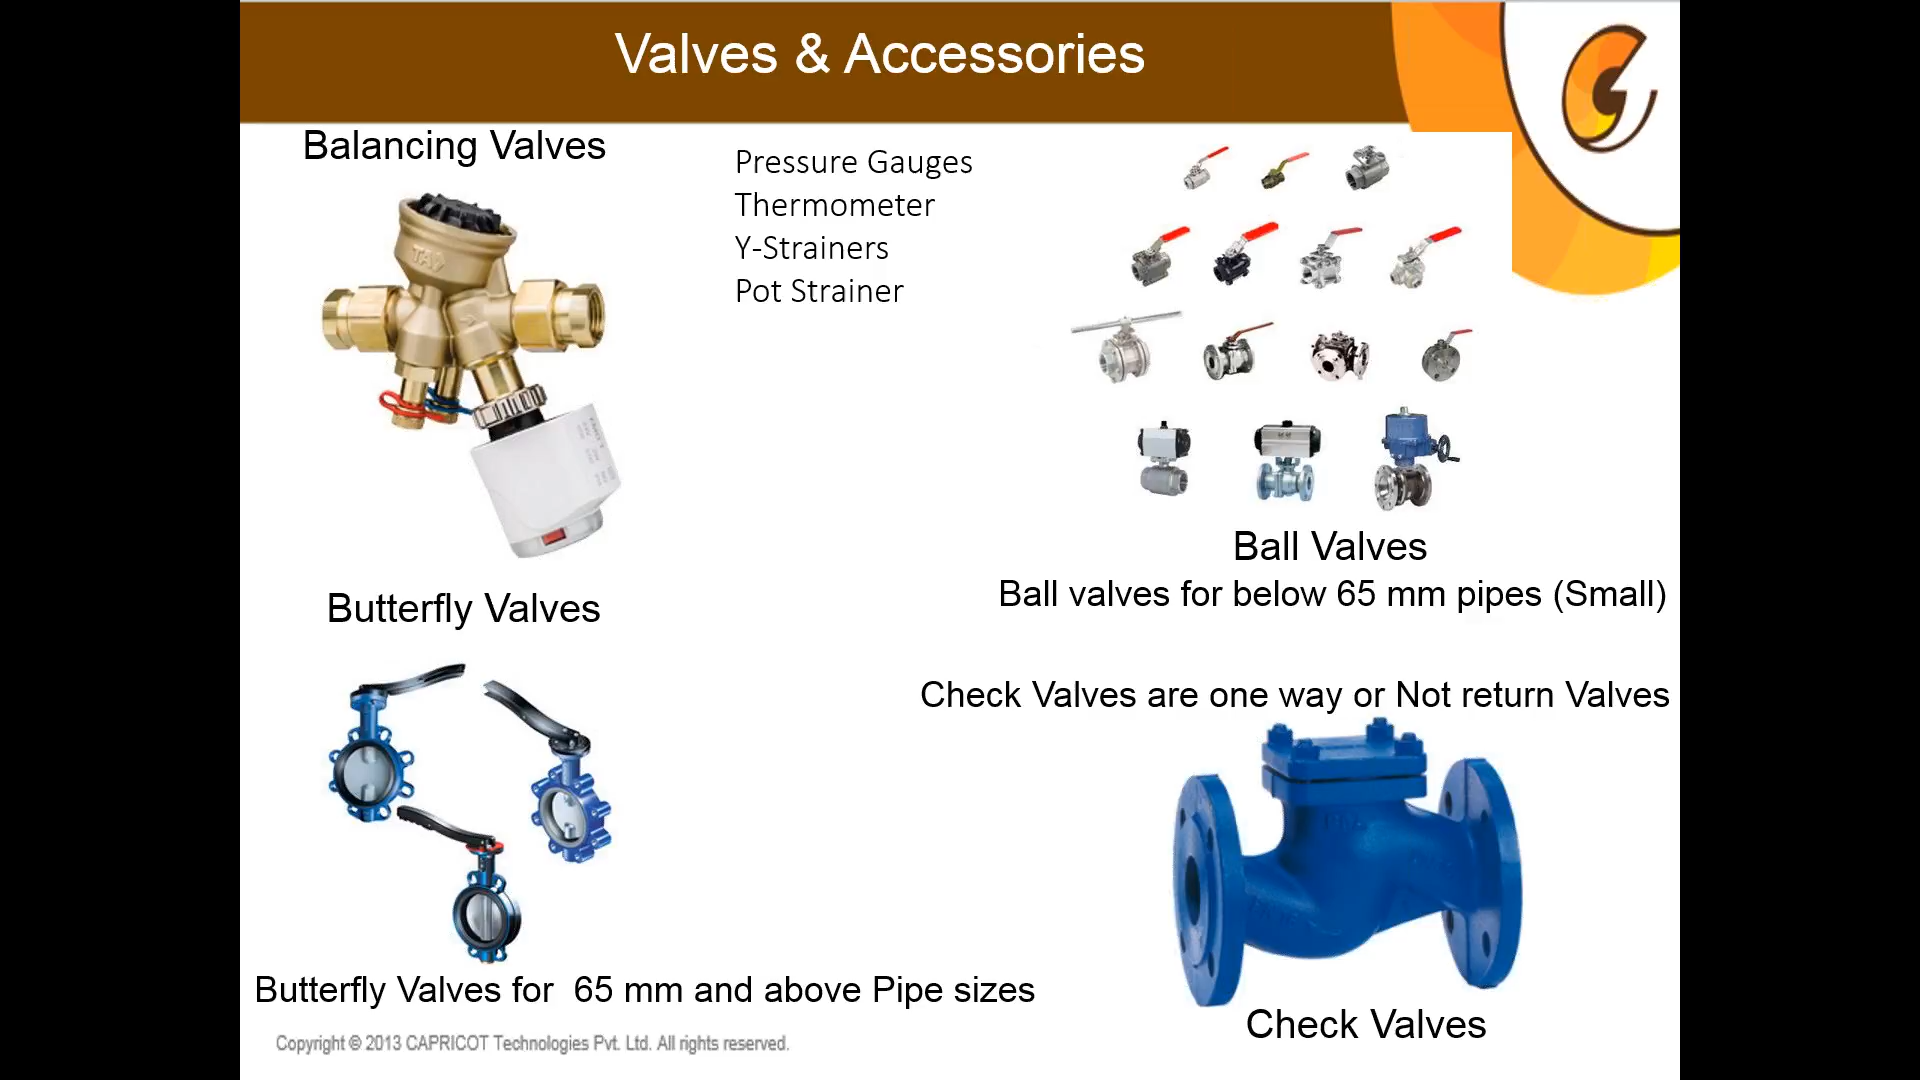 Valves & Accessories
Balancing Valves
Pressure Gauges
Thermometer
Y-Strainers
Pot Strainer
TA
Ball Valves
Ball valves for below 65 mm pipes (Small)
Butterfly Valves
Check Valves are one way or Not return Valves
Butterfly Valves for  65 mm and above Pipe sizes
Check Valves
Copyright © 2013 CAPRICOT Technologies Pvt. Ltd. All rights reserved.